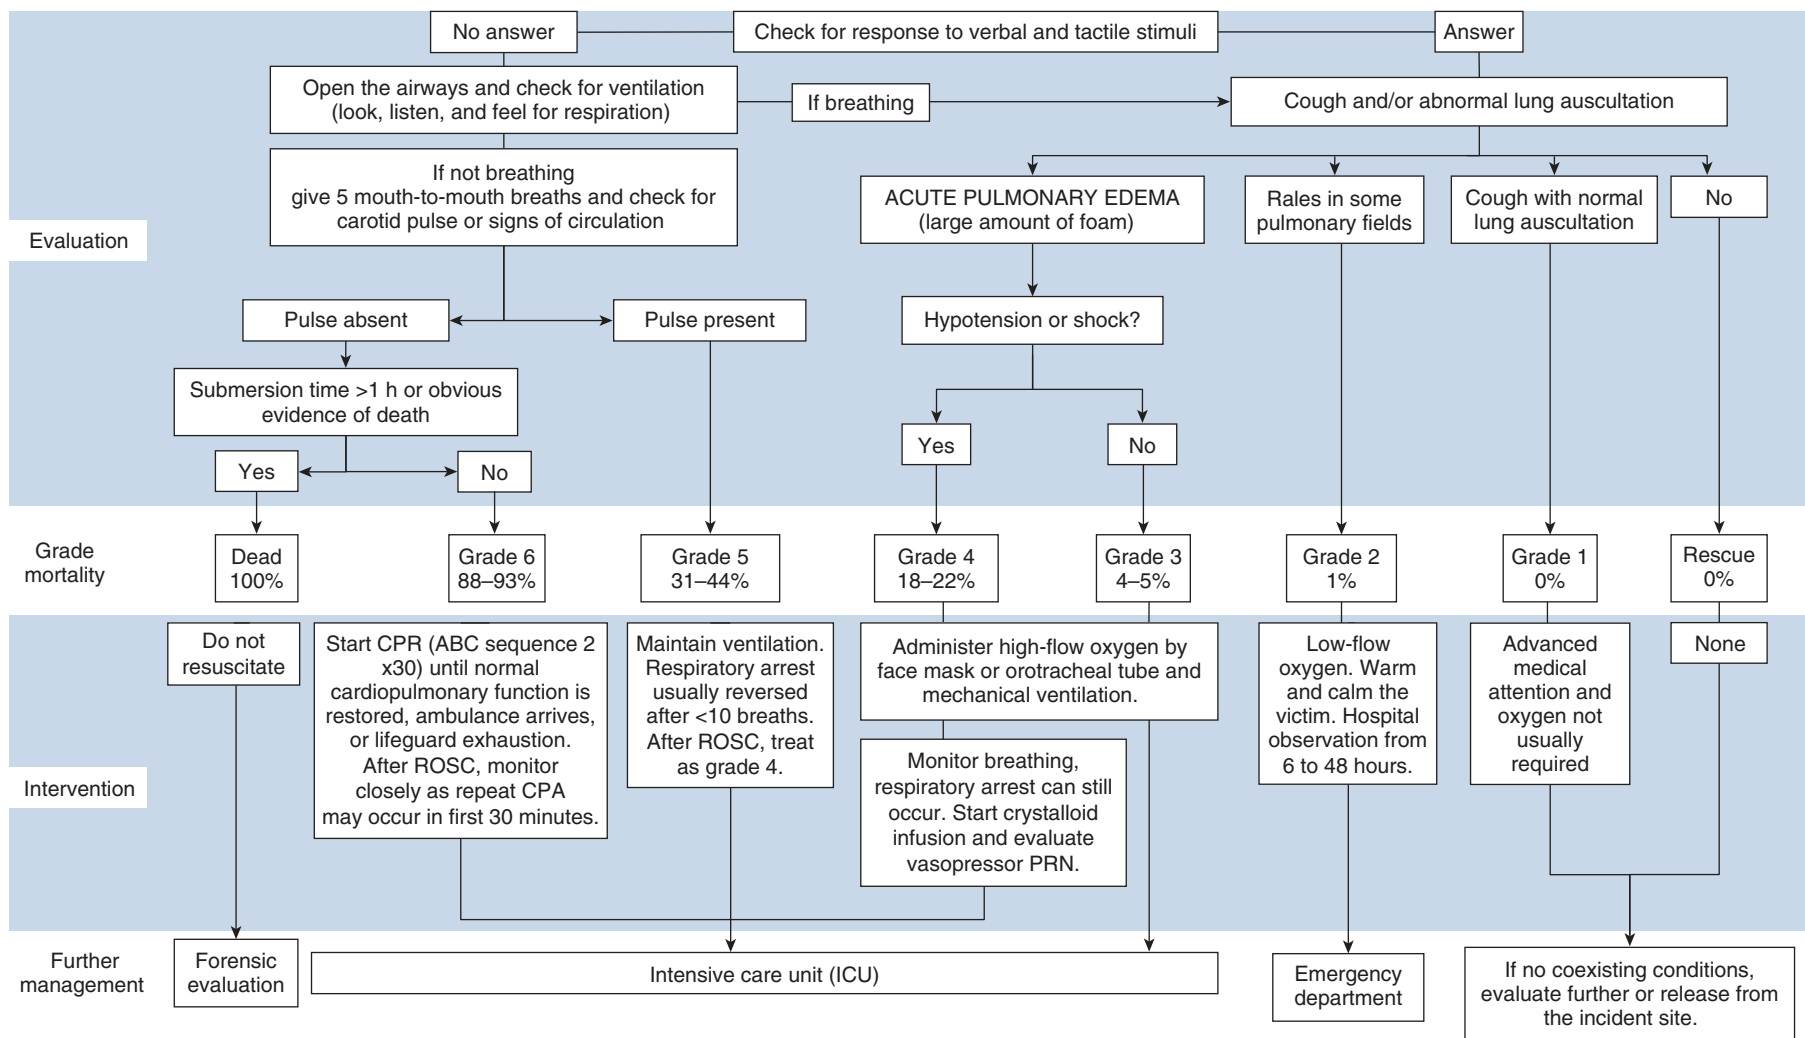 No answer
Check for response to verbal and tactile stimuli
Answer
Open the airways and check for ventilation
(look, listen, and feel for respiration)
If breathing
Cough and/or abnormal lung auscultation
If not breathing
give 5 mouth-to-mouth breaths and check for
carotid pulse or signs of circulation
ACUTE PULMONARY EDEMA
(large amount of foam)
Rales in some
pulmonary fields
Cough with normal
lung auscultation
No
Evaluation
Pulse absent
Pulse present
Hypotension or shock?
Submersion time >1 h or obvious
evidence of death
Yes
No
Yes
No
Grade
mortality
Dead
100%
Grade 6
88–93%
Grade 5
31–44%
Grade 4
18–22%
Grade 3
4–5%
Grade 2
1%
Grade 1
0%
Rescue
0%
Intervention
Do not
resuscitate
Start CPR (ABC sequence 2
x30) until normal
cardiopulmonary function is
restored, ambulance arrives,
or lifeguard exhaustion.
After ROSC, monitor
closely as repeat CPA
may occur in first 30 minutes.
Maintain ventilation.
Respiratory arrest
usually reversed
after <10 breaths.
After ROSC, treat
as grade 4.
Administer high-flow oxygen by
face mask or orotracheal tube and
mechanical ventilation.
Monitor breathing,
respiratory arrest can still
occur. Start crystalloid
infusion and evaluate
vasopressor PRN.
Low-flow
oxygen. Warm
and calm the
victim. Hospital
observation from
6 to 48 hours.
Advanced
medical
attention and
oxygen not
usually
required
None
Further
management
Forensic
evaluation
Intensive care unit (ICU)
Emergency
department
If no coexisting conditions,
evaluate further or release from
the incident site.